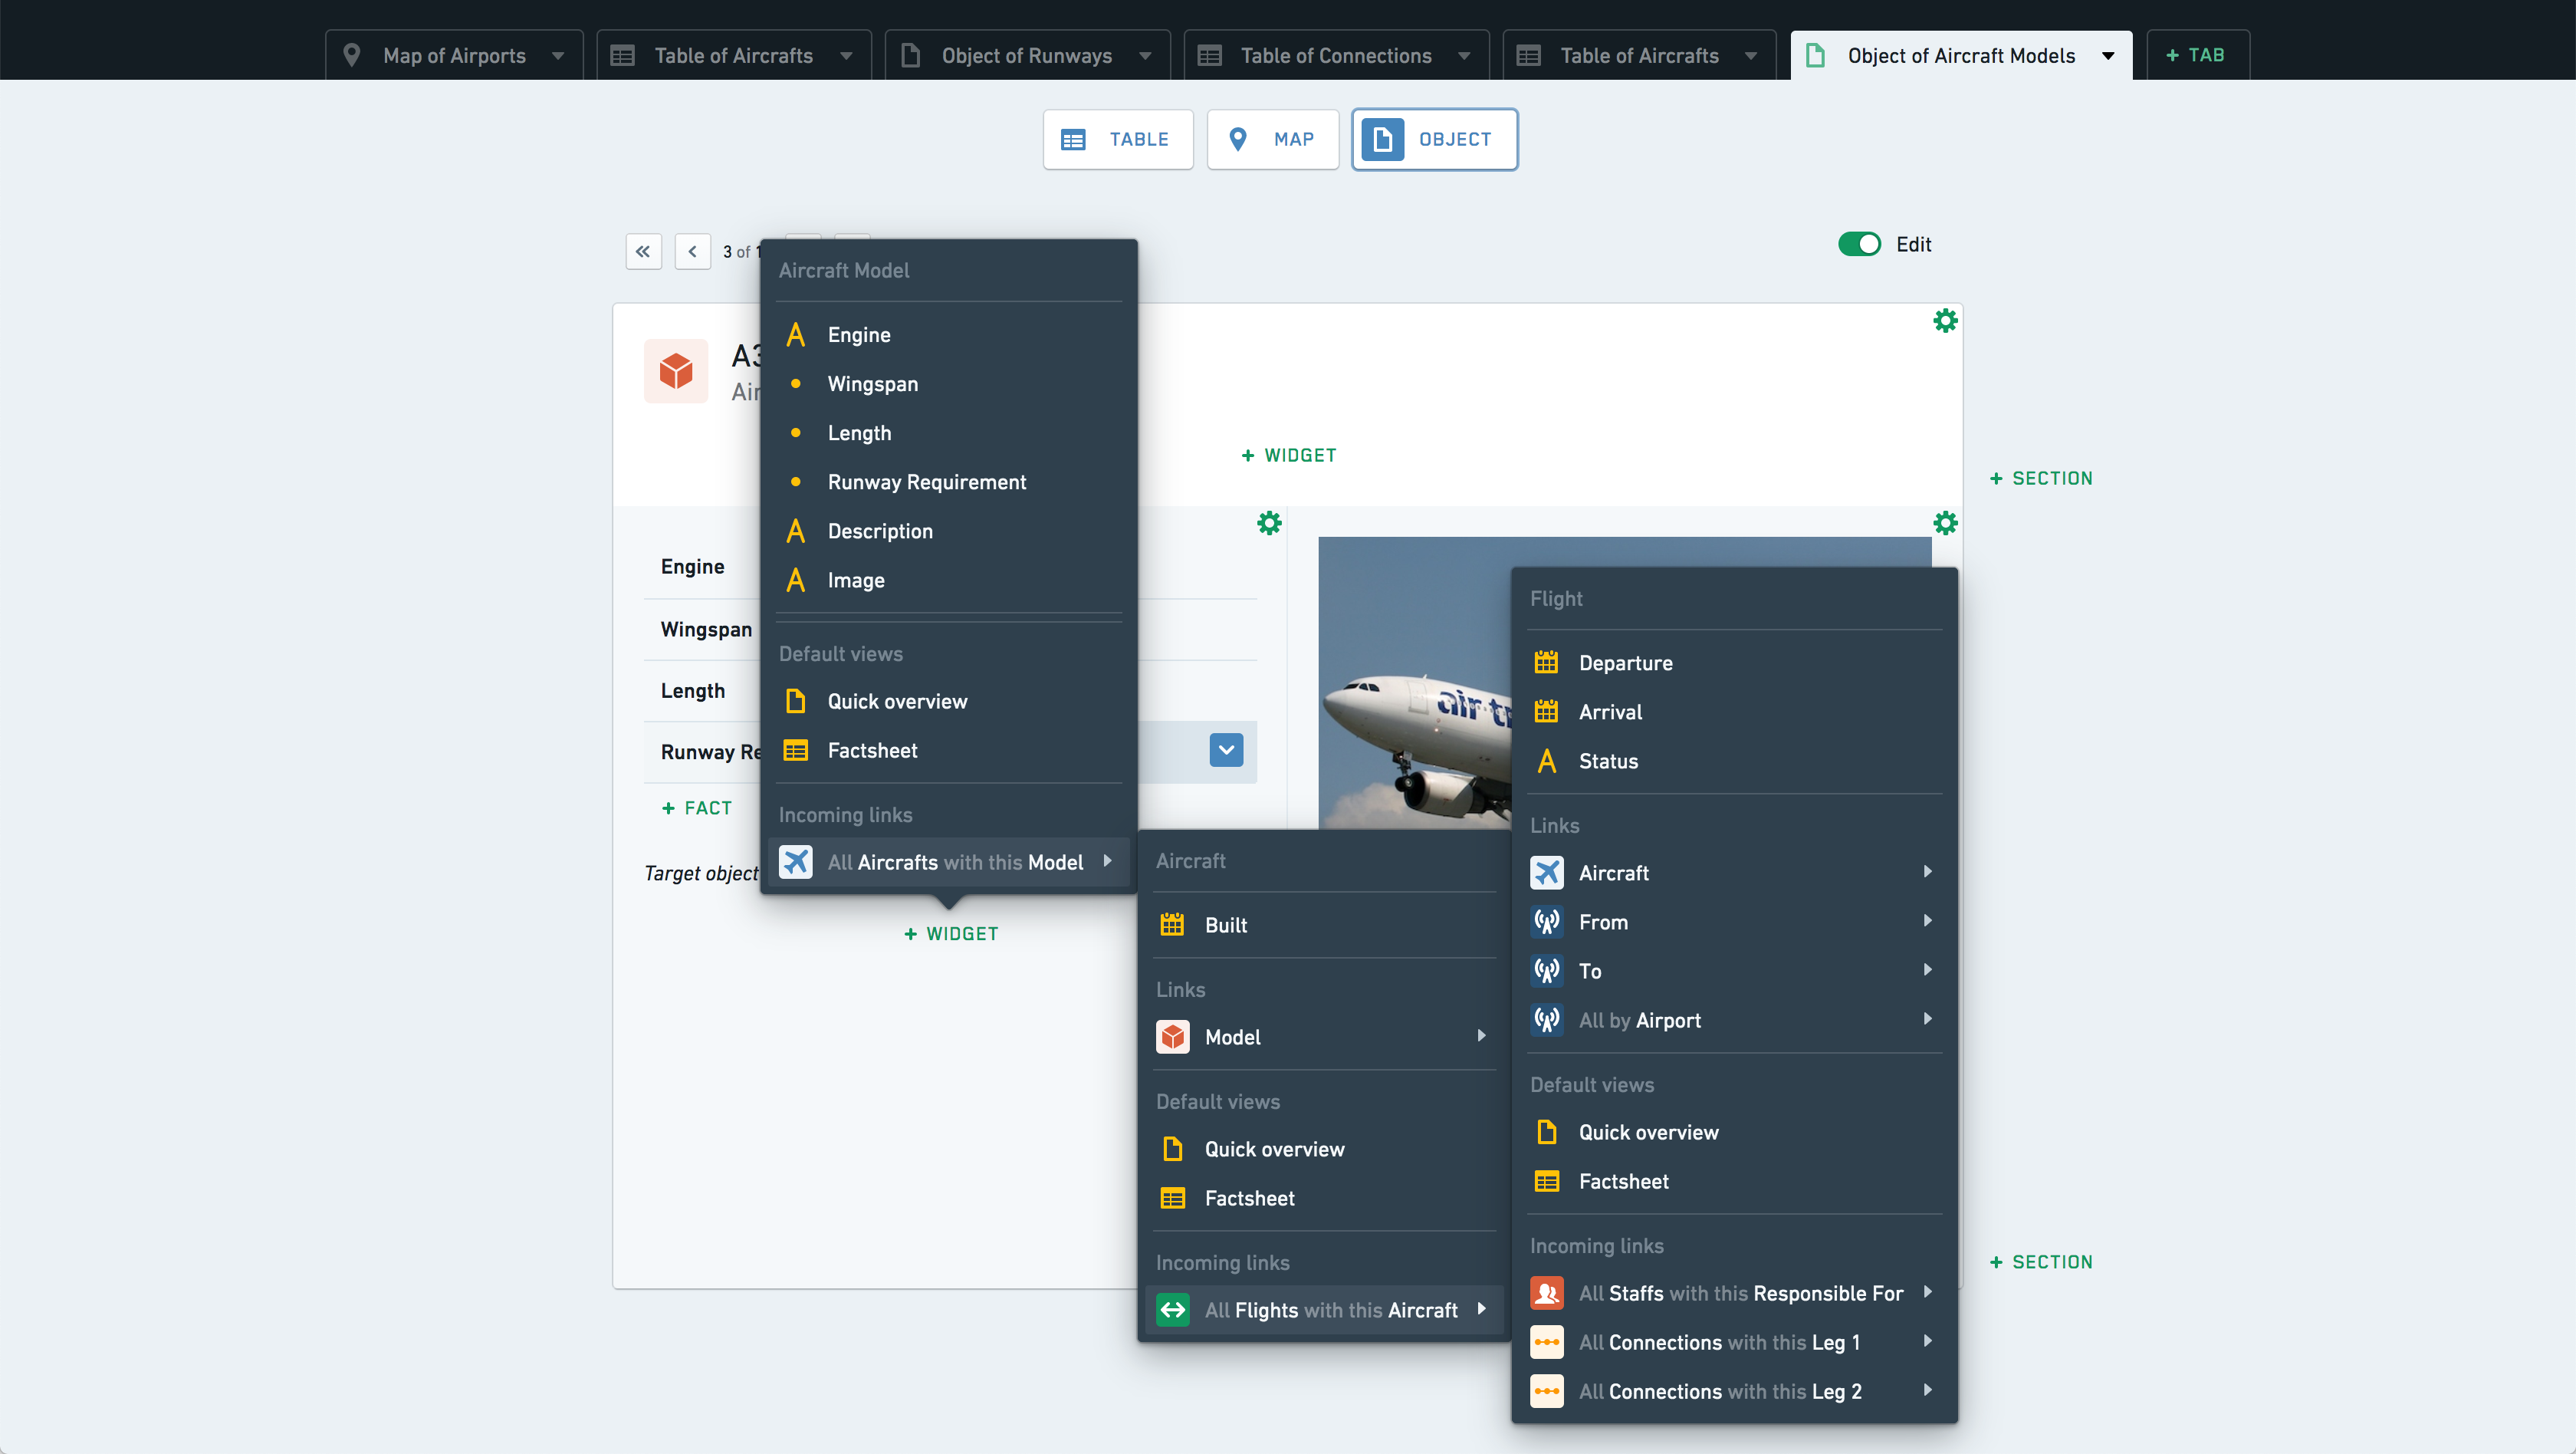 Map of Airports
Table of Aircrafts
Object of Runways
Table of Connections
Table of Aircrafts
Object of Aircraft Models
+ TAB
TABLE
MAP
OBJECT
3 of 1
Edit
A3
Air
+ WIDGET
+ SECTION
Engine
Wingspan
Length
Runway Re
+ FACT
Target object
+ WIDGET
air tr
+ SECTION
Aircraft Model
Engine
Wingspan
Length
Runway Requirement
Description
Image
Default views
Quick overview
Factsheet
Incoming links
All Aircrafts with this Model
Aircraft
Built
Links
Model
Default views
Quick overview
Factsheet
Incoming links
All Flights with this Aircraft
Flight
Departure
Arrival
Status
Links
Aircraft
From
To
All by Airport
Default views
Quick overview
Factsheet
Incoming links
All Staffs with this Responsible For
All Connections with this Leg 1
All Connections with this Leg 2